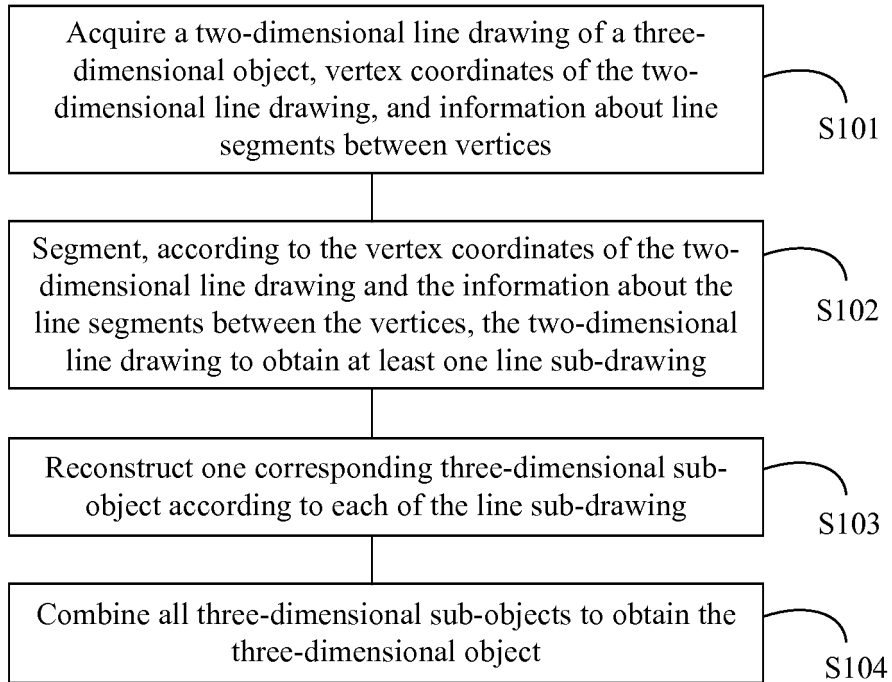 Acquire a two-dimensional line drawing of a three-
dimensional object, vertex coordinates of the two-
dimensional line drawing, and information about line
segments between vertices
S101
Segment, according to the vertex coordinates of the two-
dimensional line drawing and the information about the
line segments between the vertices, the two-dimensional
line drawing to obtain at least one line sub-drawing
S102
Reconstruct one corresponding three-dimensional sub-
object according to each of the line sub-drawing
S103
Combine all three-dimensional sub-objects to obtain the
three-dimensional object
S104